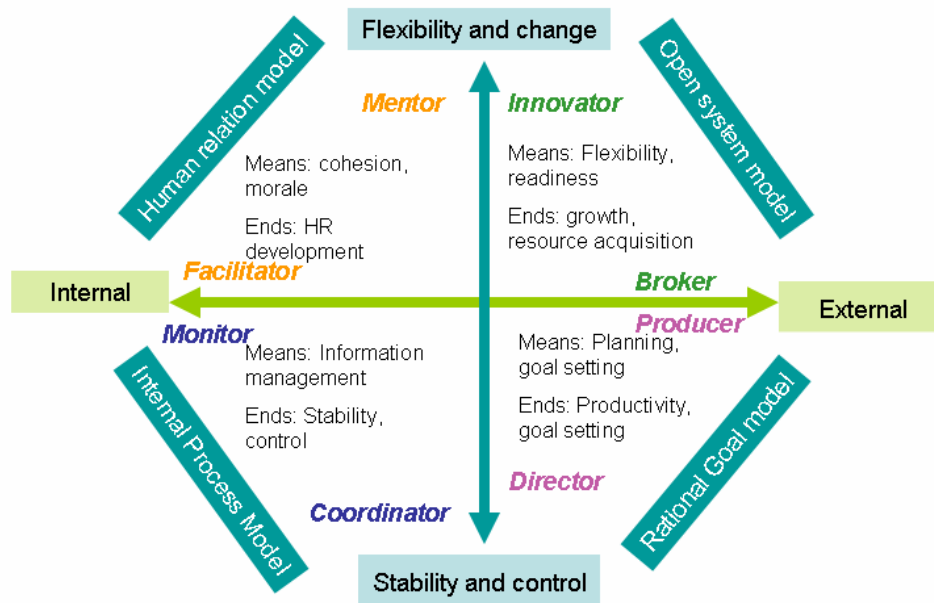 Flexibility and change
Human relation model
Open system model
Mentor
Innovator
Means: cohesion,
morale
Ends: HR
development
Means: Flexibility,
readiness
Ends: growth,
resource acquisition
Facilitator
Broker
Internal
External
Monitor
Producer
Means: Information
management
Ends: Stability,
control
Means: Planning,
goal setting
Ends: Productivity,
goal setting
Internal Process Model
Rational Goal model
Director
Coordinator
Stability and control